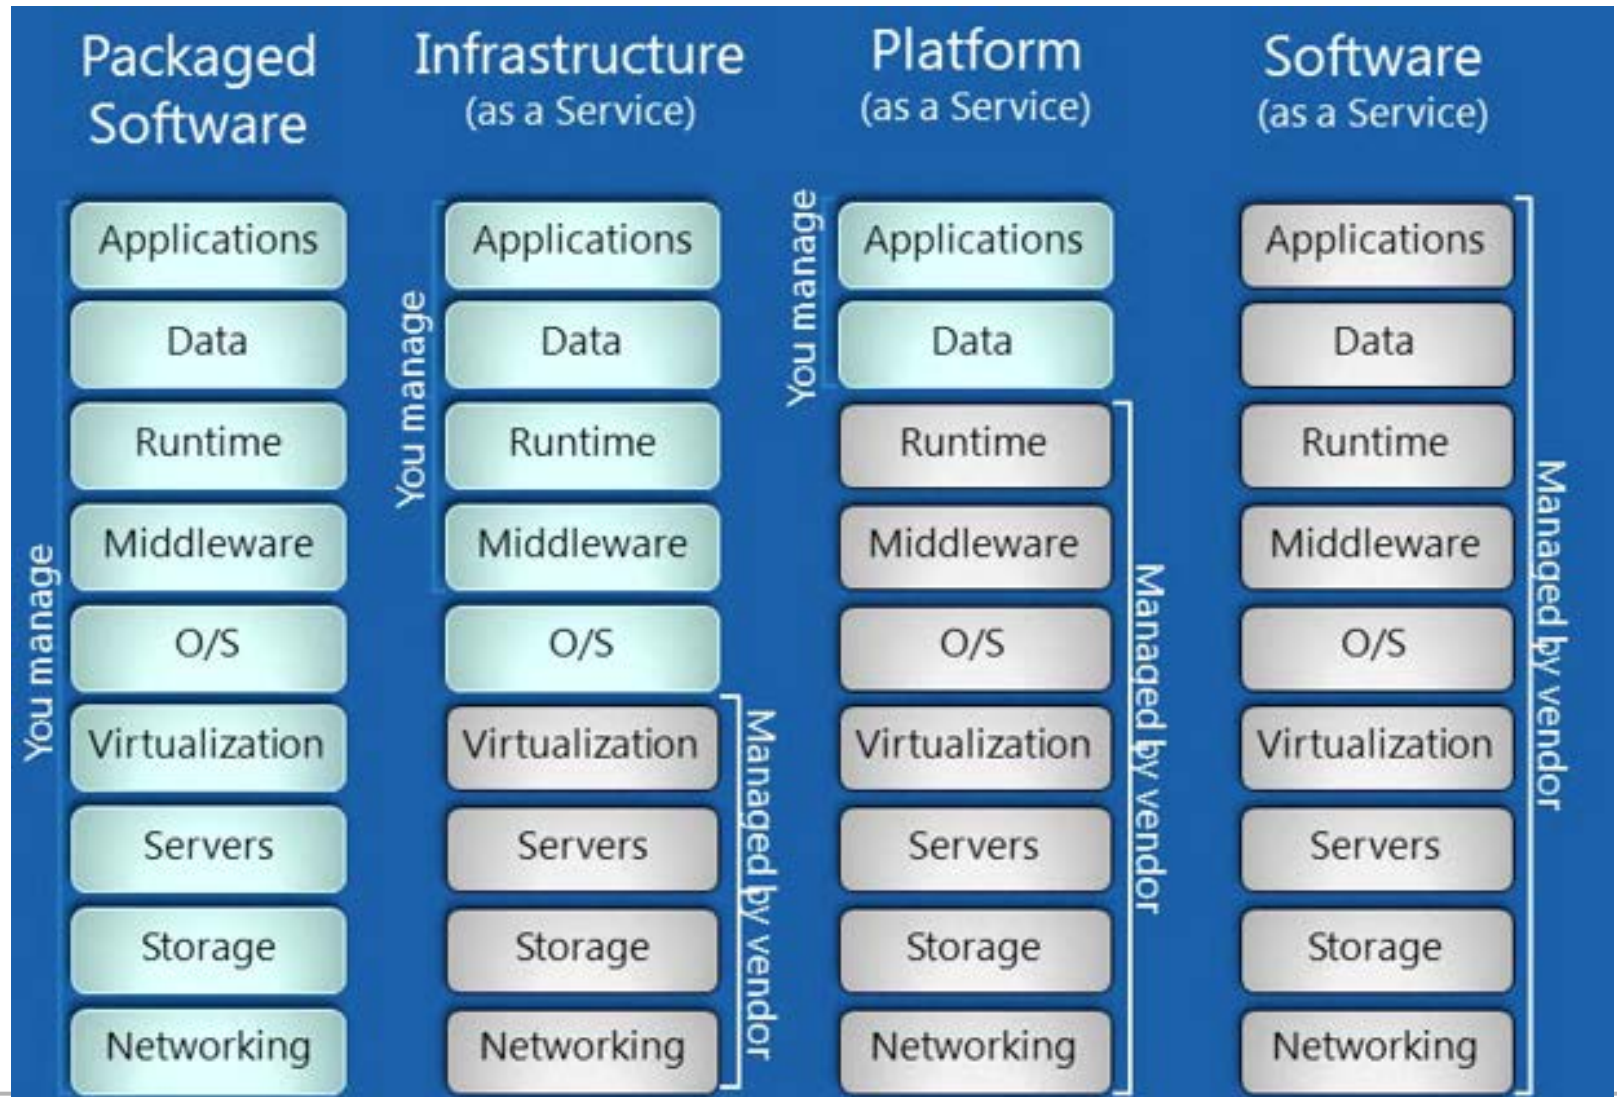 Packaged
Software
You manage
Applications
Data
Runtime
Middleware
O/S
Virtualization
Servers
Storage
Networking
Infrastructure
(as a Service)
You manage
Applications
Data
Runtime
Middleware
O/S
Virtualization
Servers
Storage
Networking
Managed by vendor
Platform
(as a Service)
You manage
Applications
Data
Runtime
Middleware
O/S
Virtualization
Servers
Storage
Networking
Managed by vendor
Software
(as a Service)
Applications
Data
Runtime
Middleware
O/S
Virtualization
Servers
Storage
Networking
Managed by vendor